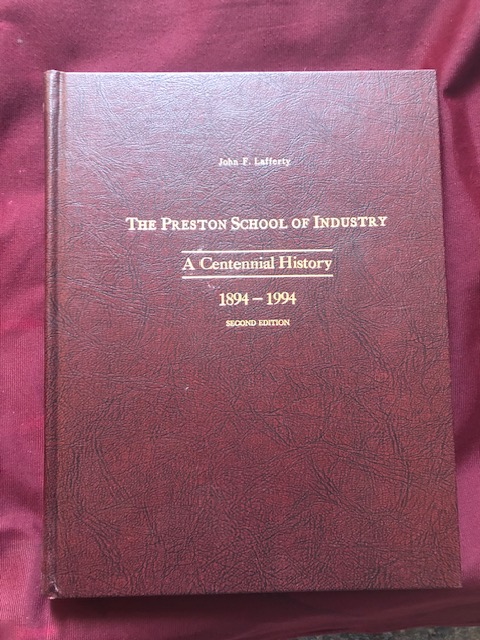 John F. Lafferty
The Preston School of Industry
A Centennial History
1894 – 1994
SECOND EDITION